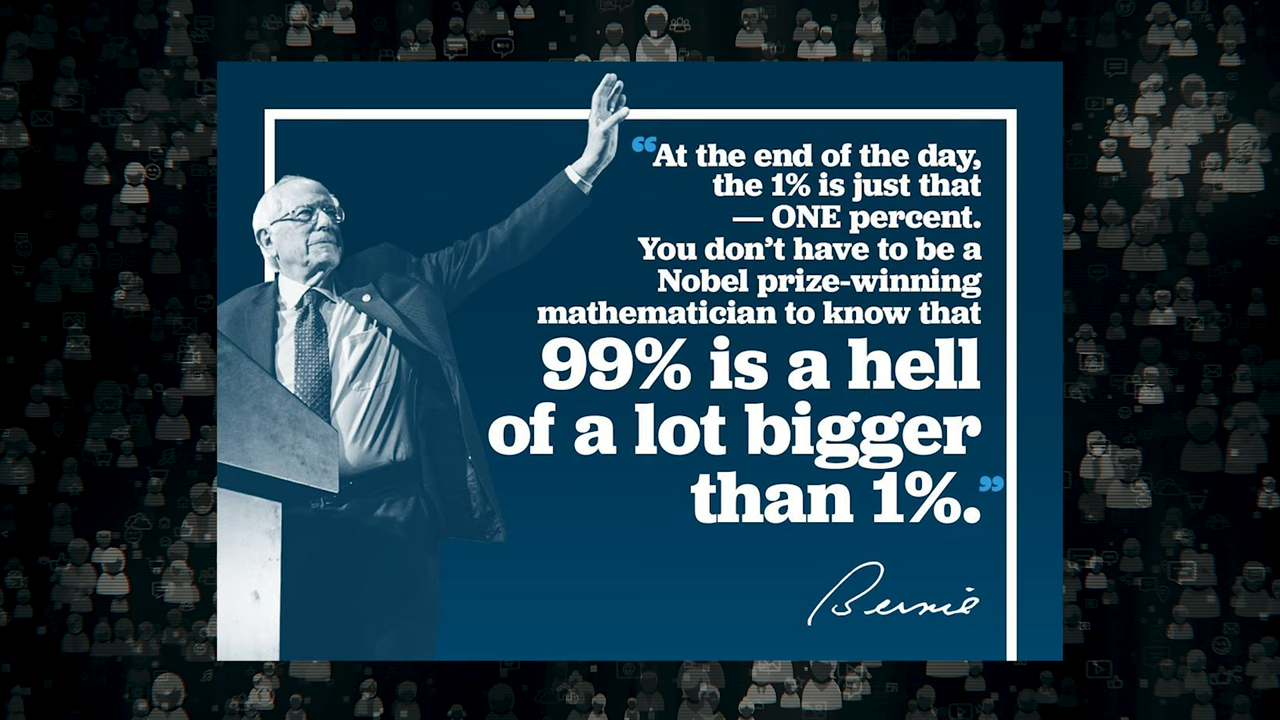 “At the end of the day,
the 1% is just that
— ONE percent.
You don’t have to be a
Nobel prize-winning
mathematician to know that
99% is a hell
of a lot bigger
than 1%.”
Bernie